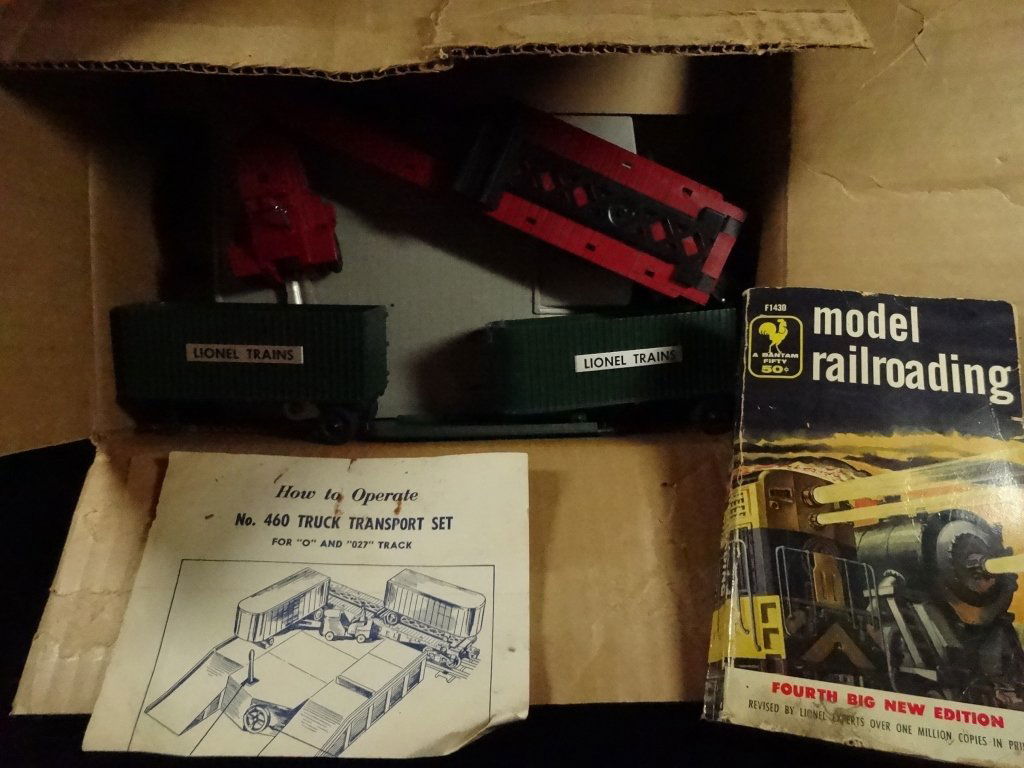 LIONEL TRAINS
LIONEL TRAINS
How to Operate
No. 460 TRUCK TRANSPORT SET
FOR "O" AND "027" TRACK
F1430
A BANTAM
FIFTY
50¢
model
railroading
FOURTH BIG NEW EDITION
REVISED BY LIONEL EXPERTS OVER ONE MILLION COPIES IN PRI